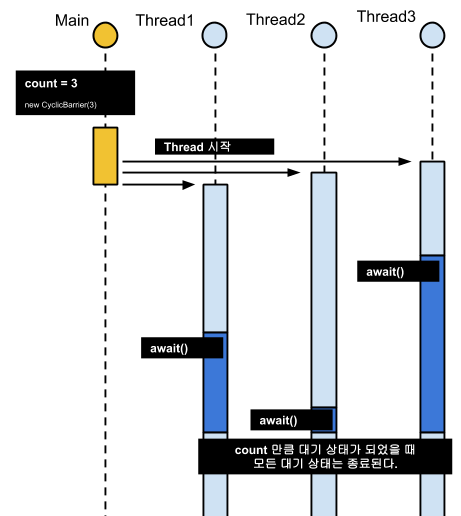 Main
Thread1
Thread2
Thread3
count = 3
new CyclicBarrier(3)
Thread 시작
await()
await()
await()
count 만큼 대기 상태가 되었을 때
모든 대기 상태는 종료된다.